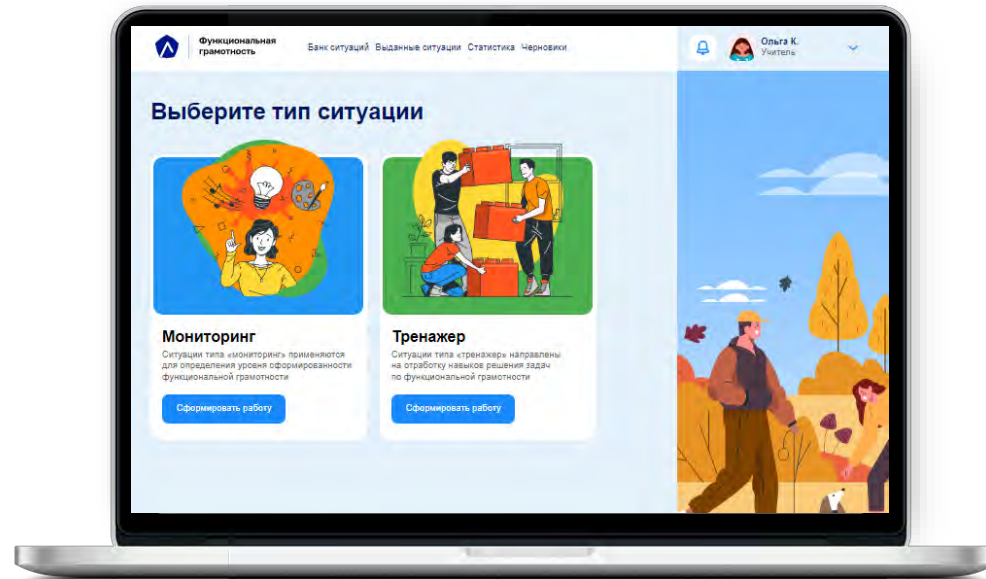 Функциональная
грамотность
Банк ситуаций Выданные ситуации Статистика Черновики
Ольга К.
Учитель
Выберите тип ситуации
Мониторинг
Ситуации типа «мониторинг» применяются
для определения уровня сформированности
функциональной грамотности
Сформировать работу
Тренажер
Ситуации типа «тренажер» направлены
на отработку навыков решения задач
по функциональной грамотности
Сформировать работу